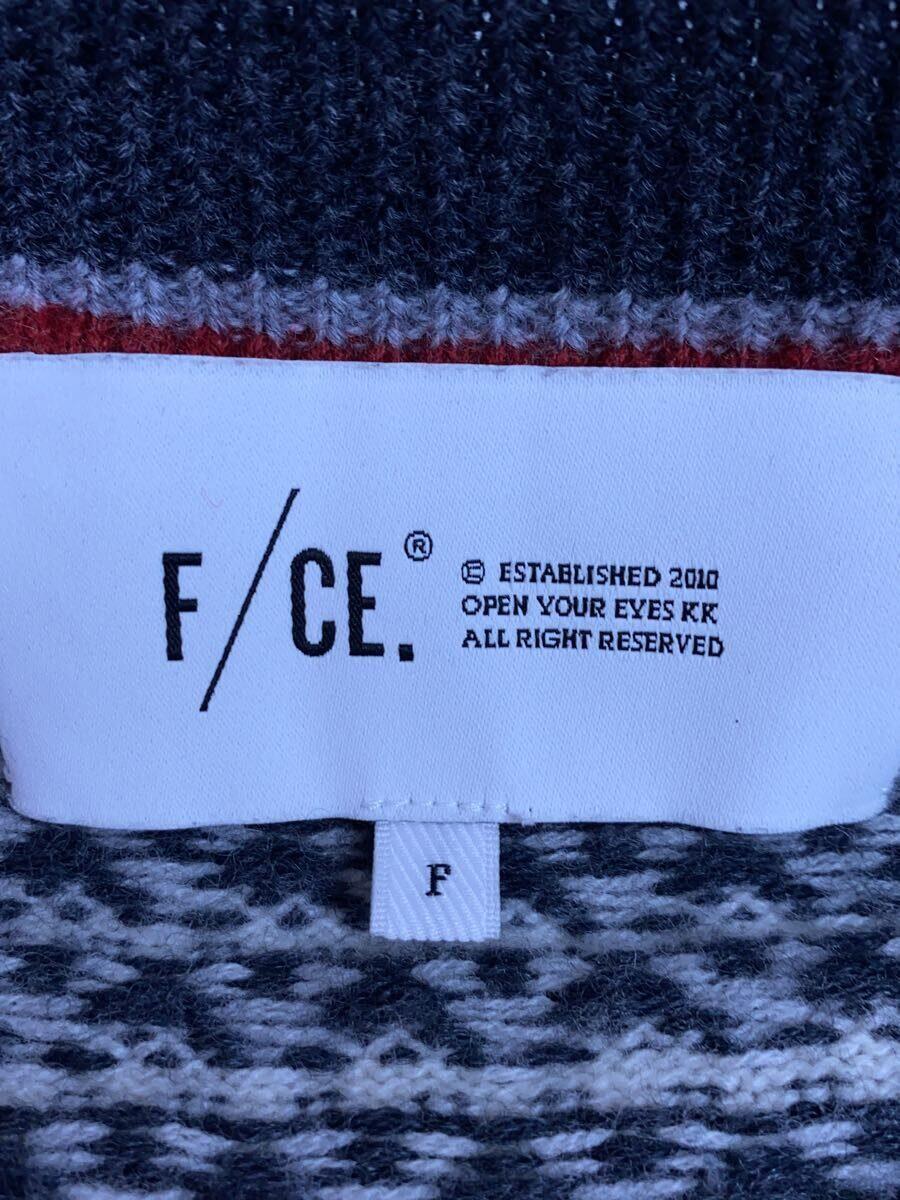 F/CE.®
Ⓔ ESTABLISHED 2010
OPEN YOUR EYES KK
ALL RIGHT RESERVED
F